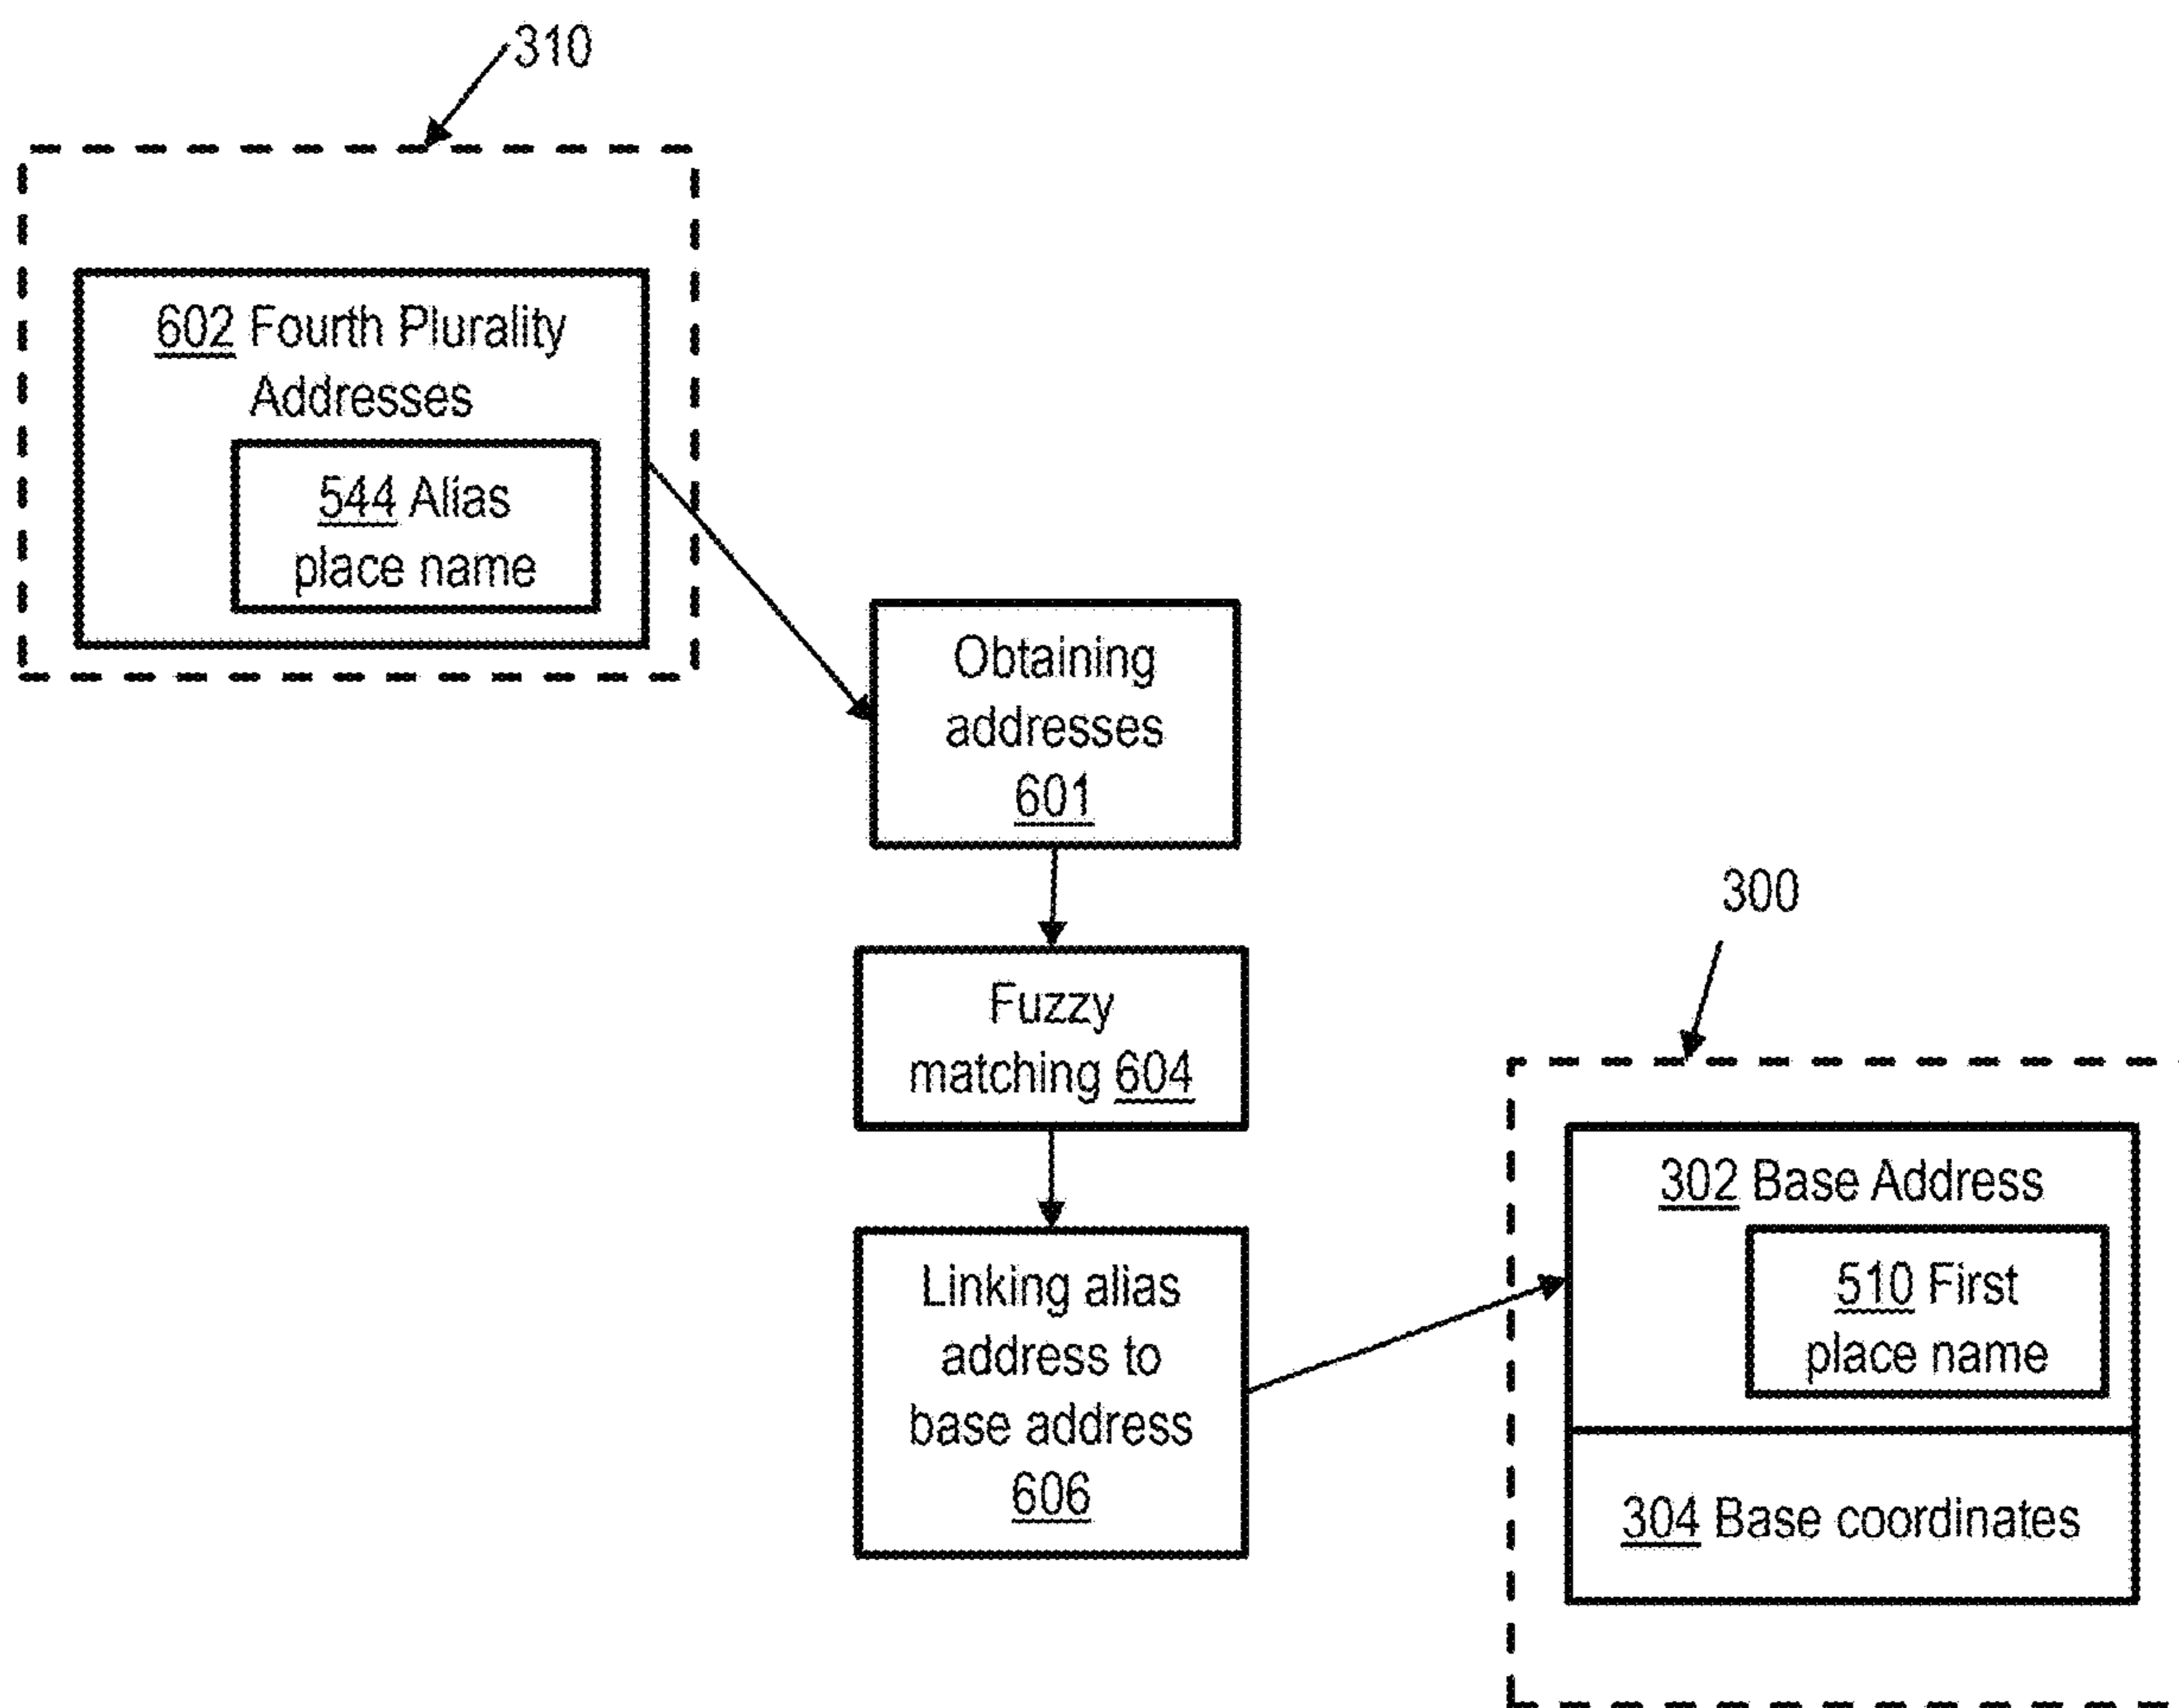 310
602 Fourth Plurality
Addresses
544 Alias
place name
Obtaining
addresses
601
Fuzzy
matching 604
Linking alias
address to
base address
606
300
302 Base Address
510 First
place name
304 Base coordinates